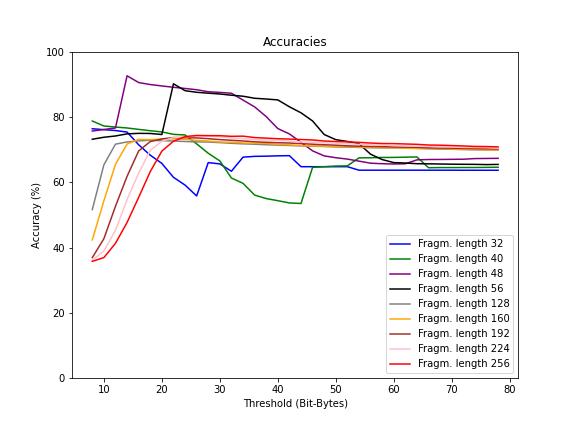 Accuracies
100
80
60
40
20
0
Accuracy (%)
10 20 30 40 50 60 70 80
Threshold (Bit-Bytes)
Fragm. length 32
Fragm. length 40
Fragm. length 48
Fragm. length 56
Fragm. length 128
Fragm. length 160
Fragm. length 192
Fragm. length 224
Fragm. length 256